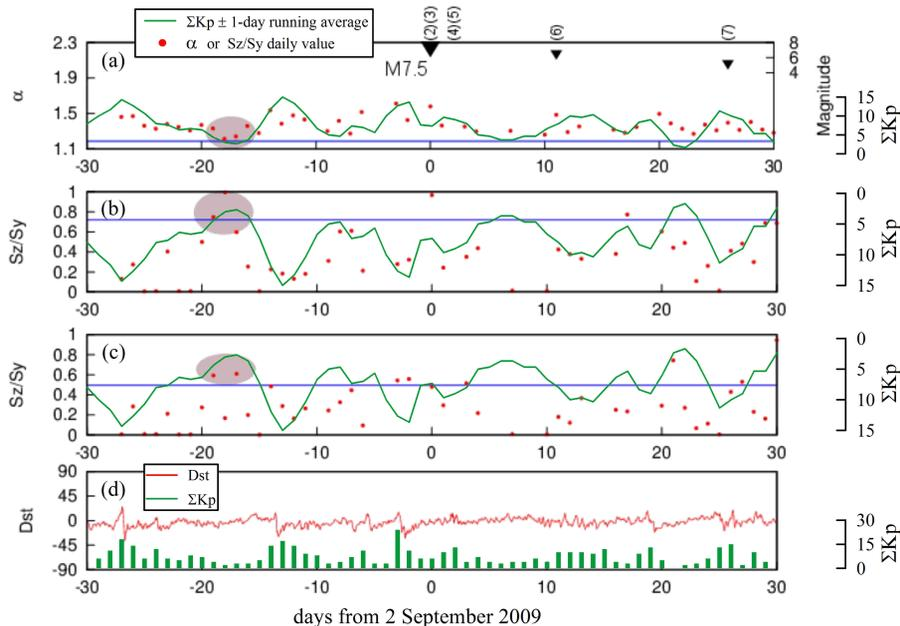 ΣKp ± 1-day running average
α or Sz/Sy daily value
(2)(3) (4)(5) (6) (7)
(a)
M7.5
2.3
1.9
1.5
1.1
α
8
6
4
Magnitude
15
10
5
0
ΣKp
-30 -20 -10 0 10 20 30
(b)
1
0.8
0.6
0.4
0.2
0
Sz/Sy
0
5
10
15
ΣKp
-30 -20 -10 0 10 20 30
(c)
1
0.8
0.6
0.4
0.2
0
Sz/Sy
0
5
10
15
ΣKp
-30 -20 -10 0 10 20 30
(d)
Dst
ΣKp
90
45
0
-45
-90
Dst
30
15
0
ΣKp
-30 -20 -10 0 10 20 30
days from 2 September 2009